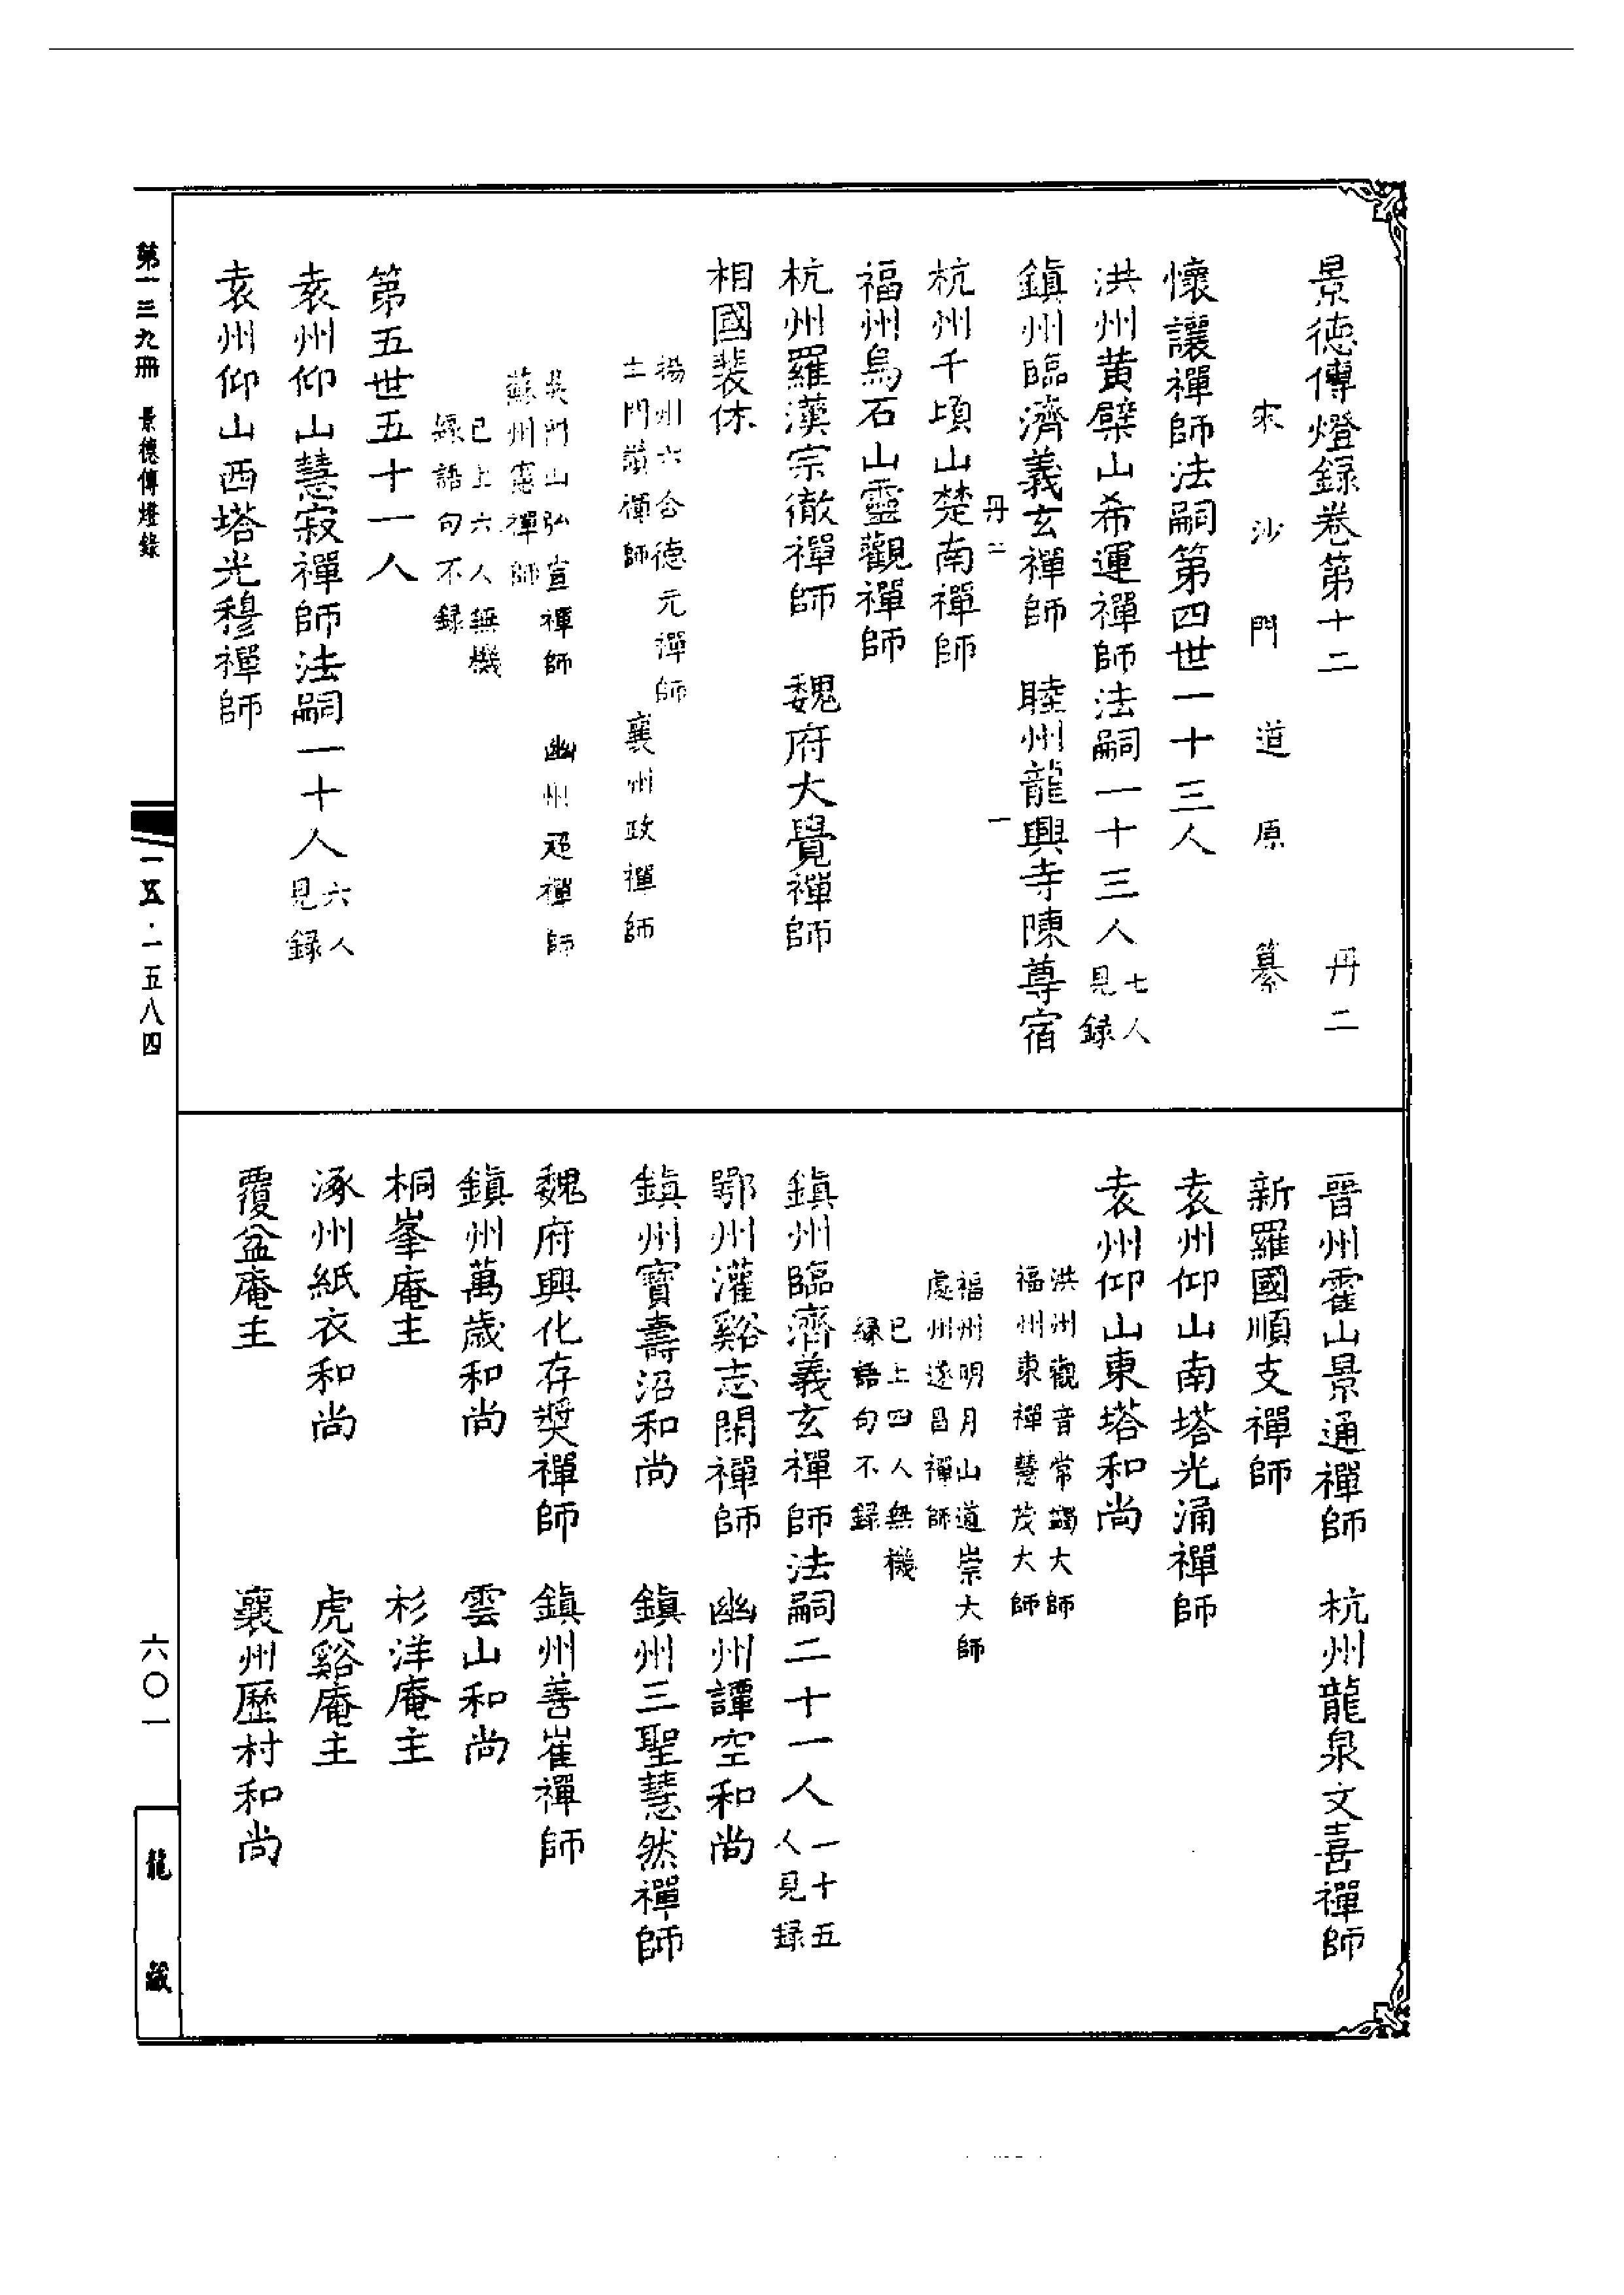 景德傳燈録卷第十二　冄二
宋沙門道原纂
懷讓禪師法嗣第四世一十三人
洪州黄檗山希運禪師法嗣一十三人七人見録
鎮州臨濟義玄禪師　睦州龍興寺陳尊宿
冄二　一
杭州千頃山楚南禪師
福州烏石山靈觀禪師
杭州羅漢宗徹禪師　魏府大覺禪師
相國裴休
揚州六合德元禪師
士門讃禪師　襄州政禪師
吴門山弘宣禪師　幽州超禪師
蘇州憲禪師
已上六人無機
緣語句不録
第五世五十一人
袁州仰山慧寂禪師法嗣一十人六人見録
袁州仰山西塔光穆禪師
晉州霍山景通禪師　杭州龍泉文喜禪師
新羅國順支禪師
袁州仰山南塔光涌禪師
袁州仰山東塔和尚
洪州觀音常蠲大師
福州東禪慧茂大師
福州明月山道崇大師
處州遂昌禪師
已上四人無機
緣語句不録
鎮州臨濟義玄禪師法嗣二十一人一十五人見録
鄂州灌谿志閑禪師　幽州譚空和尚
鎮州寶壽沼和尚　鎮州三聖慧然禪師
魏府興化存奬禪師　鎮州善崔禪師
鎮州萬歲和尚　雲山和尚
桐峯庵主　杉洋庵主
涿州紙衣和尚　虎谿庵主
覆盆庵主　襄州歷村和尚
第一三九冊　景德傳燈錄
一五·一五八四
六〇一
龍藏